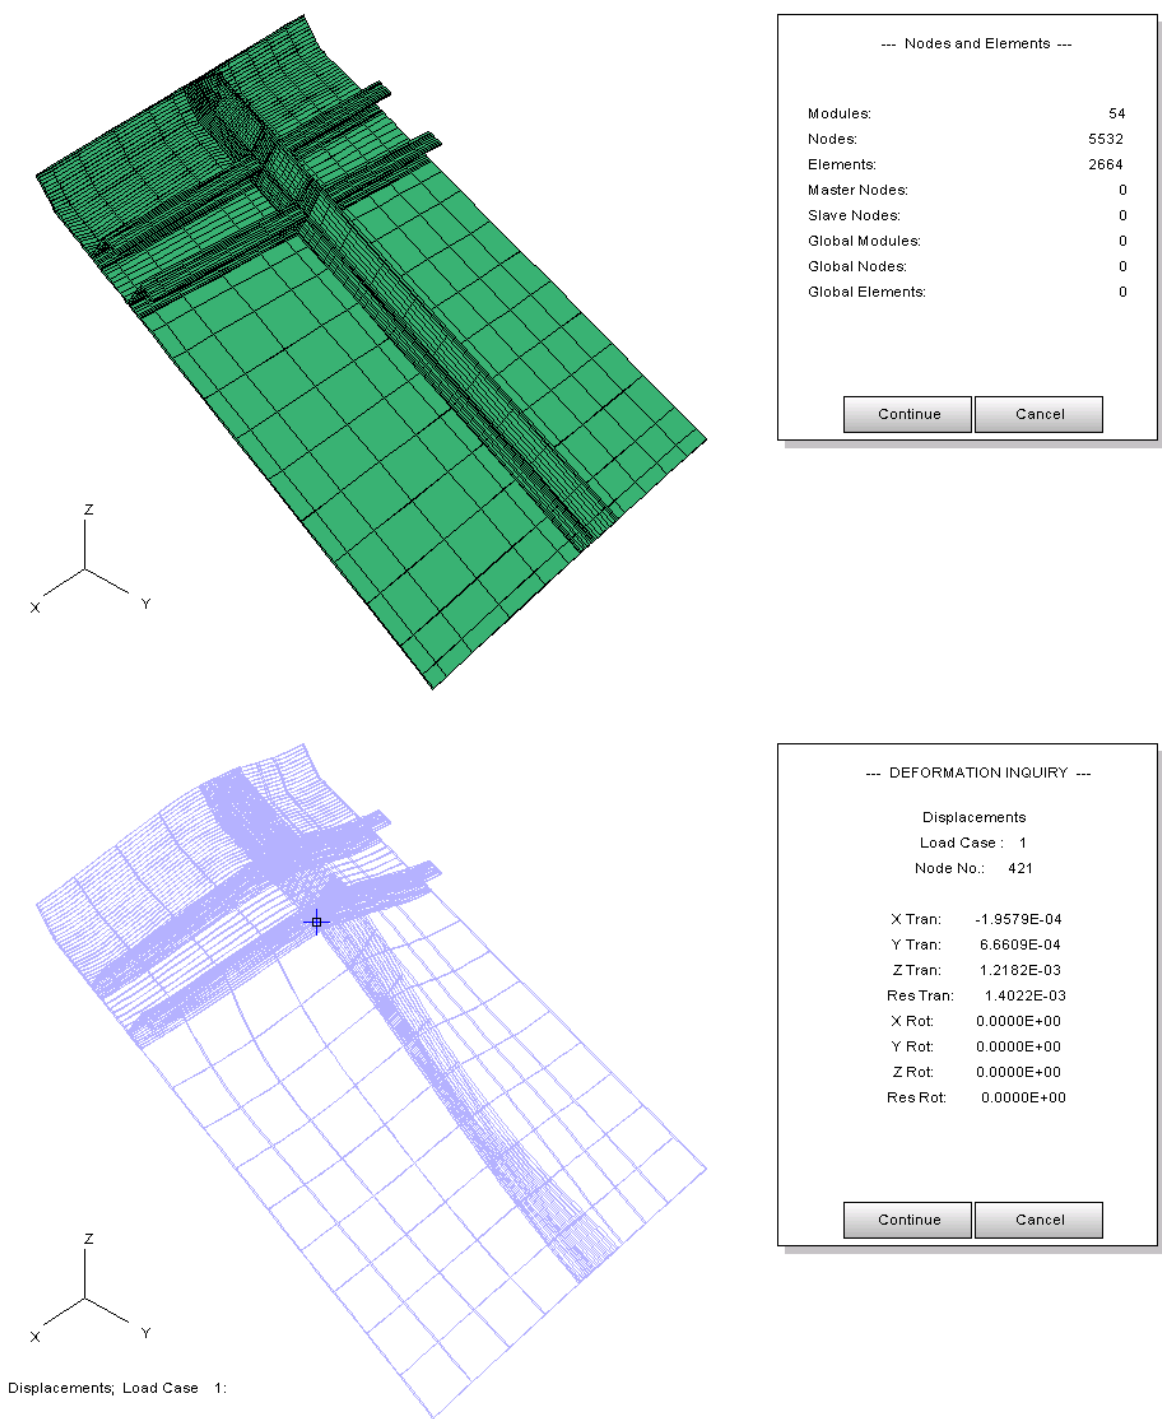 --- Nodes and Elements ---
Modules: 54
Nodes: 5532
Elements: 2664
Master Nodes: 0
Slave Nodes: 0
Global Modules: 0
Global Nodes: 0
Global Elements: 0
Continue Cancel
Z
X Y
--- DEFORMATION INQUIRY ---
Displacements
Load Case : 1
Node No.: 421
X Tran: -1.9579E-04
Y Tran: 6.6609E-04
Z Tran: 1.2182E-03
Res Tran: 1.4022E-03
X Rot: 0.0000E+00
Y Rot: 0.0000E+00
Z Rot: 0.0000E+00
Res Rot: 0.0000E+00
Continue Cancel
Z
X Y
Displacements; Load Case 1: